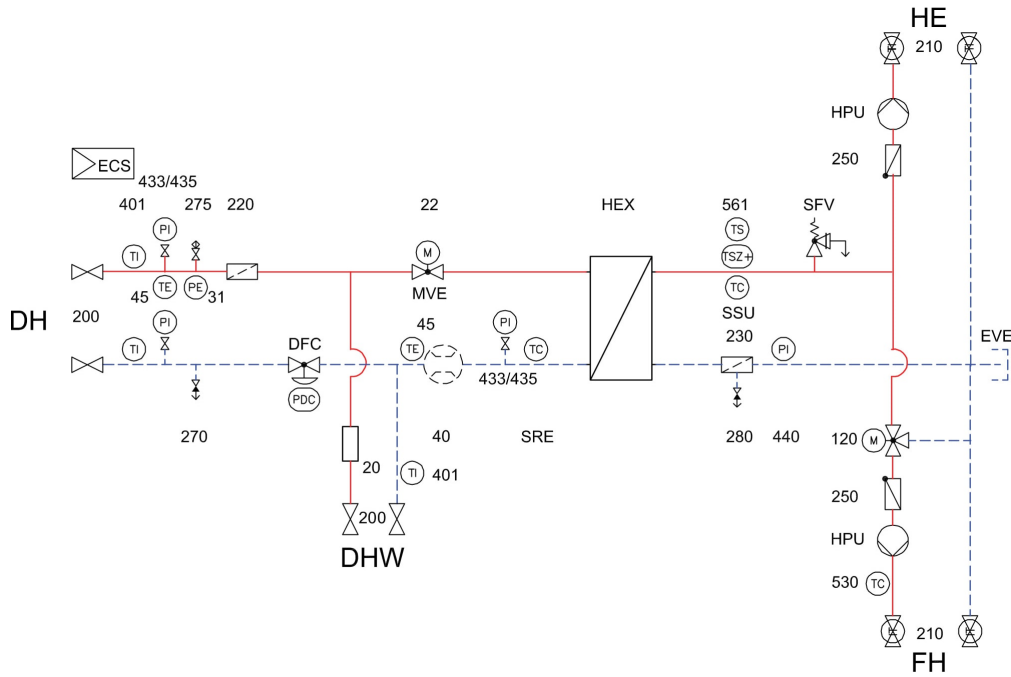 HE
210
HPU
250
ECS
433/435
401
275
220
22
HEX
561
SFV
PI
TS
M
TSZ+
TI
TE
PE
TC
45
31
MVE
SSU
DH
200
PI
45
PI
230
EVE
DFC
TI
TE
TC
PI
433/435
PDC
270
40
SRE
280
440
120
M
20
TI
401
250
200
DHW
HPU
530
TC
210
FH